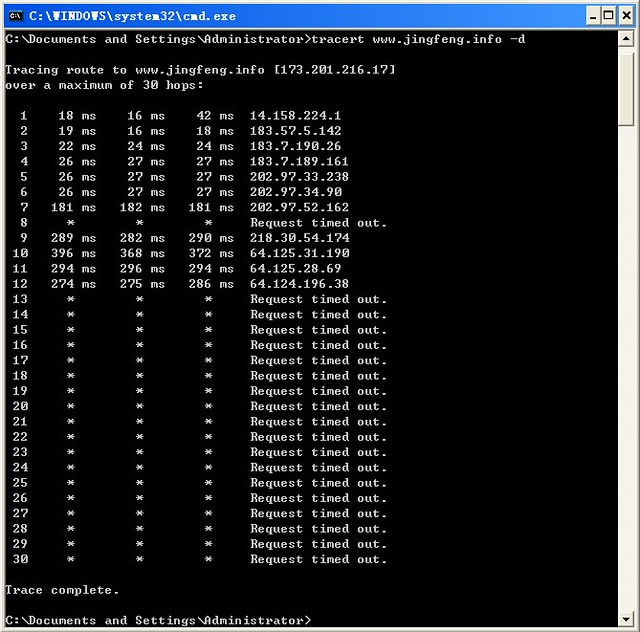 C:\WINDOWS\system32\cmd.exe
C:\Documents and Settings\Administrator>tracert www.jingfeng.info -d
Tracing route to www.jingfeng.info [173.201.216.17]
over a maximum of 30 hops:
1 18 ms 16 ms 42 ms 14.158.224.1
2 19 ms 16 ms 18 ms 183.57.5.142
3 22 ms 24 ms 24 ms 183.7.190.26
4 26 ms 27 ms 27 ms 183.7.189.161
5 26 ms 27 ms 27 ms 202.97.33.238
6 26 ms 27 ms 27 ms 202.97.34.90
7 181 ms 182 ms 181 ms 202.97.52.162
8 * * * Request timed out.
9 289 ms 282 ms 290 ms 218.30.54.174
10 396 ms 368 ms 372 ms 64.125.31.190
11 294 ms 296 ms 294 ms 64.125.28.69
12 274 ms 275 ms 286 ms 64.124.196.38
13 * * * Request timed out.
14 * * * Request timed out.
15 * * * Request timed out.
16 * * * Request timed out.
17 * * * Request timed out.
18 * * * Request timed out.
19 * * * Request timed out.
20 * * * Request timed out.
21 * * * Request timed out.
22 * * * Request timed out.
23 * * * Request timed out.
24 * * * Request timed out.
25 * * * Request timed out.
26 * * * Request timed out.
27 * * * Request timed out.
28 * * * Request timed out.
29 * * * Request timed out.
30 * * * Request timed out.
Trace complete.
C:\Documents and Settings\Administrator>